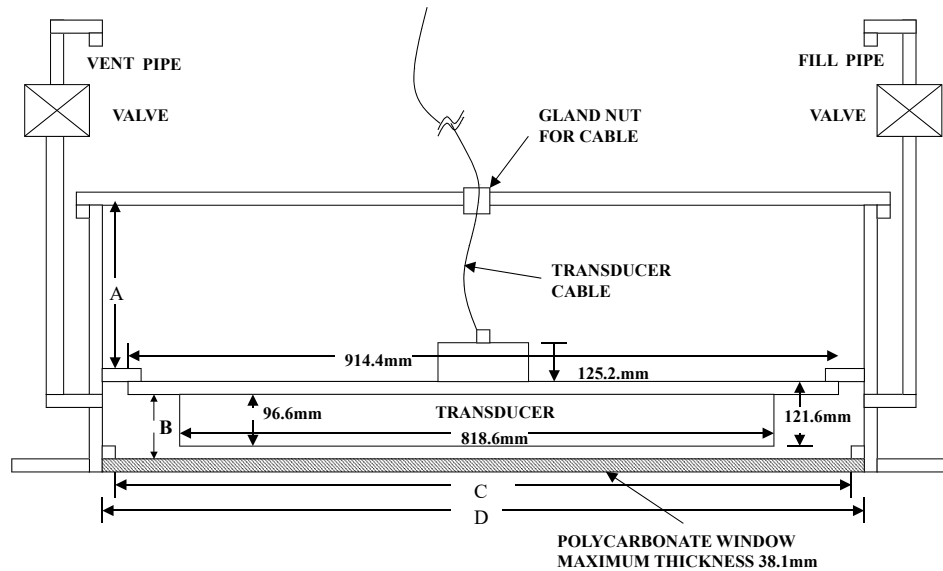 VENT PIPE
FILL PIPE
VALVE
GLAND NUT
FOR CABLE
VALVE
A
TRANSDUCER
CABLE
914.4mm
125.2.mm
B
96.6mm
TRANSDUCER
121.6mm
818.6mm
C
D
POLYCARBONATE WINDOW
MAXIMUM THICKNESS 38.1mm